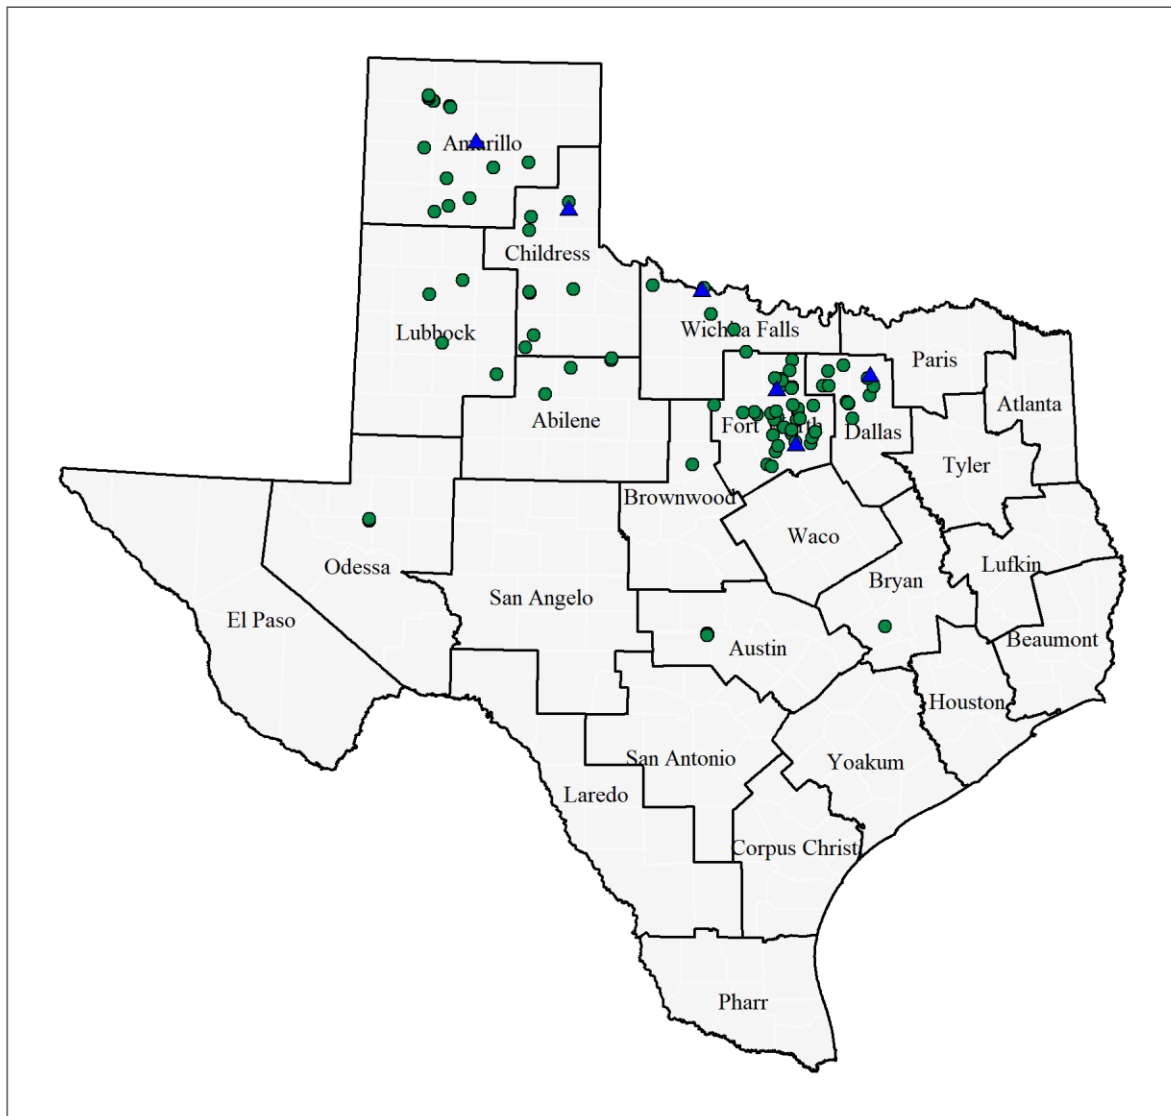 Amarillo
Childress
Lubbock
Wichita Falls
Paris
Atlanta
Abilene
Fort Worth
Dallas
Tyler
Brownwood
Waco
Odessa
San Angelo
Bryan
Lufkin
El Paso
Austin
Beaumont
Houston
San Antonio
Yoakum
Laredo
Corpus Christ
Pharr